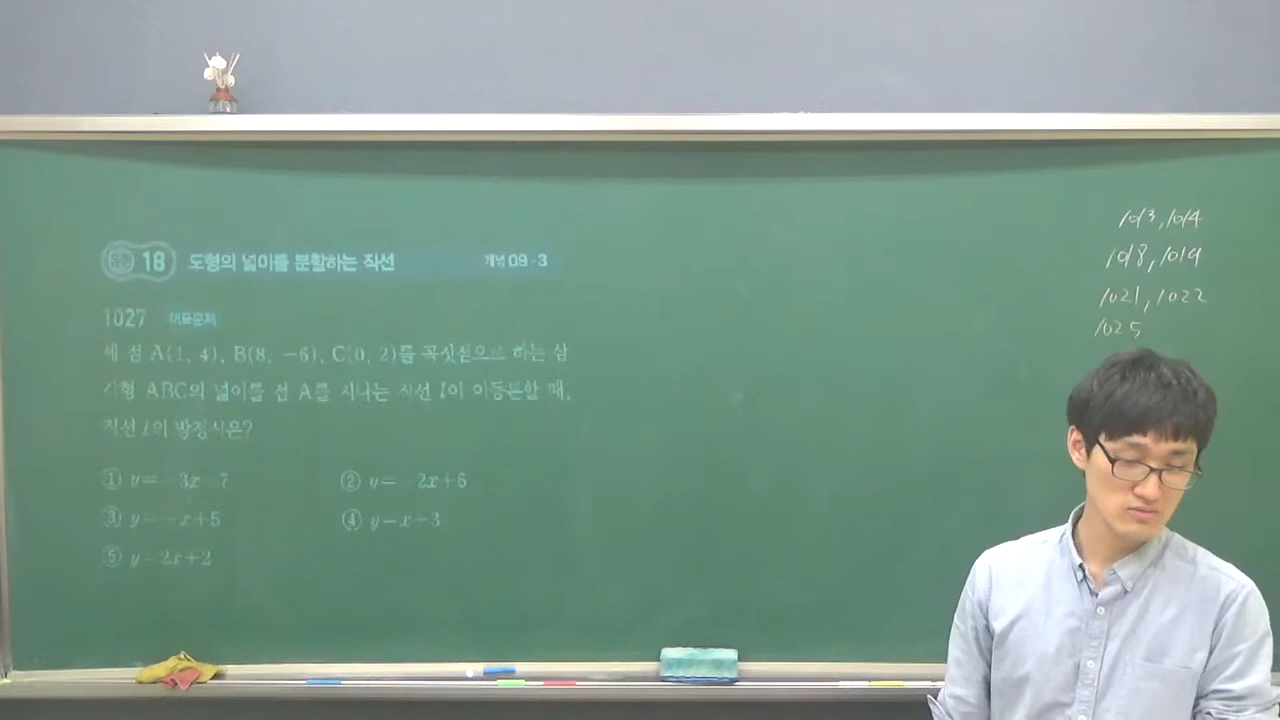 18 도형의 넓이를 분할하는 직선 개념 09 - 3
1027 대표문제
세 점 A(1, 4), B(8, -6), C(0, 2)를 꼭짓점으로 하는 삼
각형 ABC의 넓이를 점 A를 지나는 직선 l이 이등분할 때,
직선 l의 방정식은?
① y= 3x 7 ② y= 2x+6
③ y=-x+5 ④ y=x+3
⑤ y=2x+2
1013, 1014
1018, 1019
1021, 1022
1025